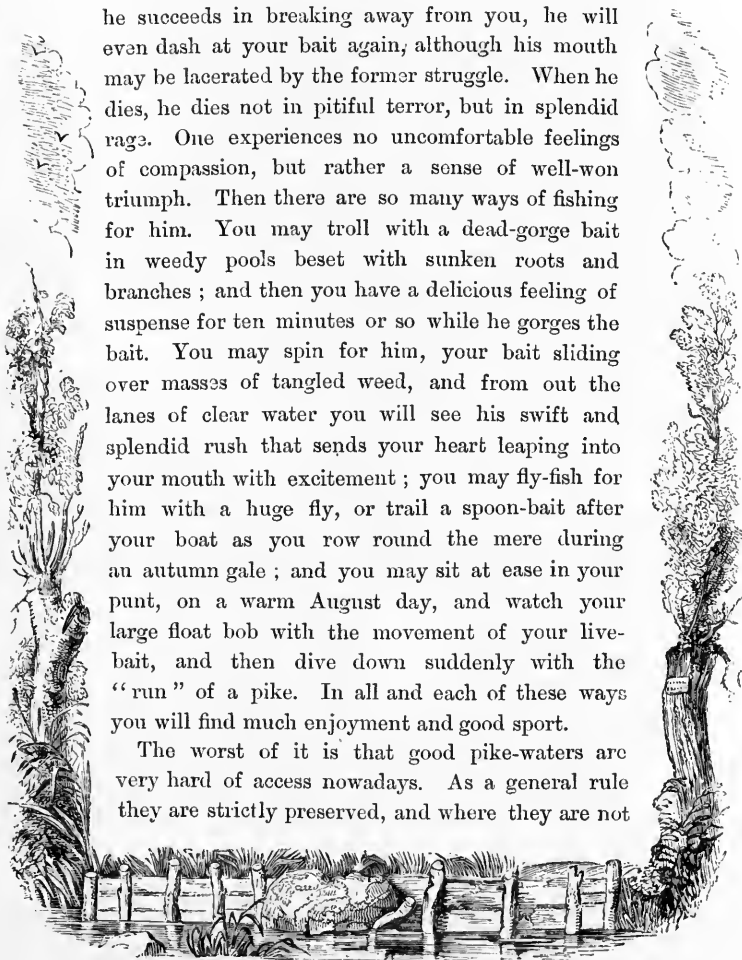 he succeeds in breaking away from you, he will
even dash at your bait again, although his mouth
may be lacerated by the former struggle. When he
dies, he dies not in pitiful terror, but in splendid
rage. One experiences no uncomfortable feelings
of compassion, but rather a sense of well-won
triumph. Then there are so many ways of fishing
for him. You may troll with a dead-gorge bait
in weedy pools beset with sunken roots and
branches ; and then you have a delicious feeling of
suspense for ten minutes or so while he gorges the
bait. You may spin for him, your bait sliding
over masses of tangled weed, and from out the
lanes of clear water you will see his swift and
splendid rush that sends your heart leaping into
your mouth with excitement ; you may fly-fish for
him with a huge fly, or trail a spoon-bait after
your boat as you row round the mere during
an autumn gale ; and you may sit at ease in your
punt, on a warm August day, and watch your
large float bob with the movement of your live-
bait, and then dive down suddenly with the
“run” of a pike. In all and each of these ways
you will find much enjoyment and good sport.
The worst of it is that good pike-waters are
very hard of access nowadays. As a general rule
they are strictly preserved, and where they are not